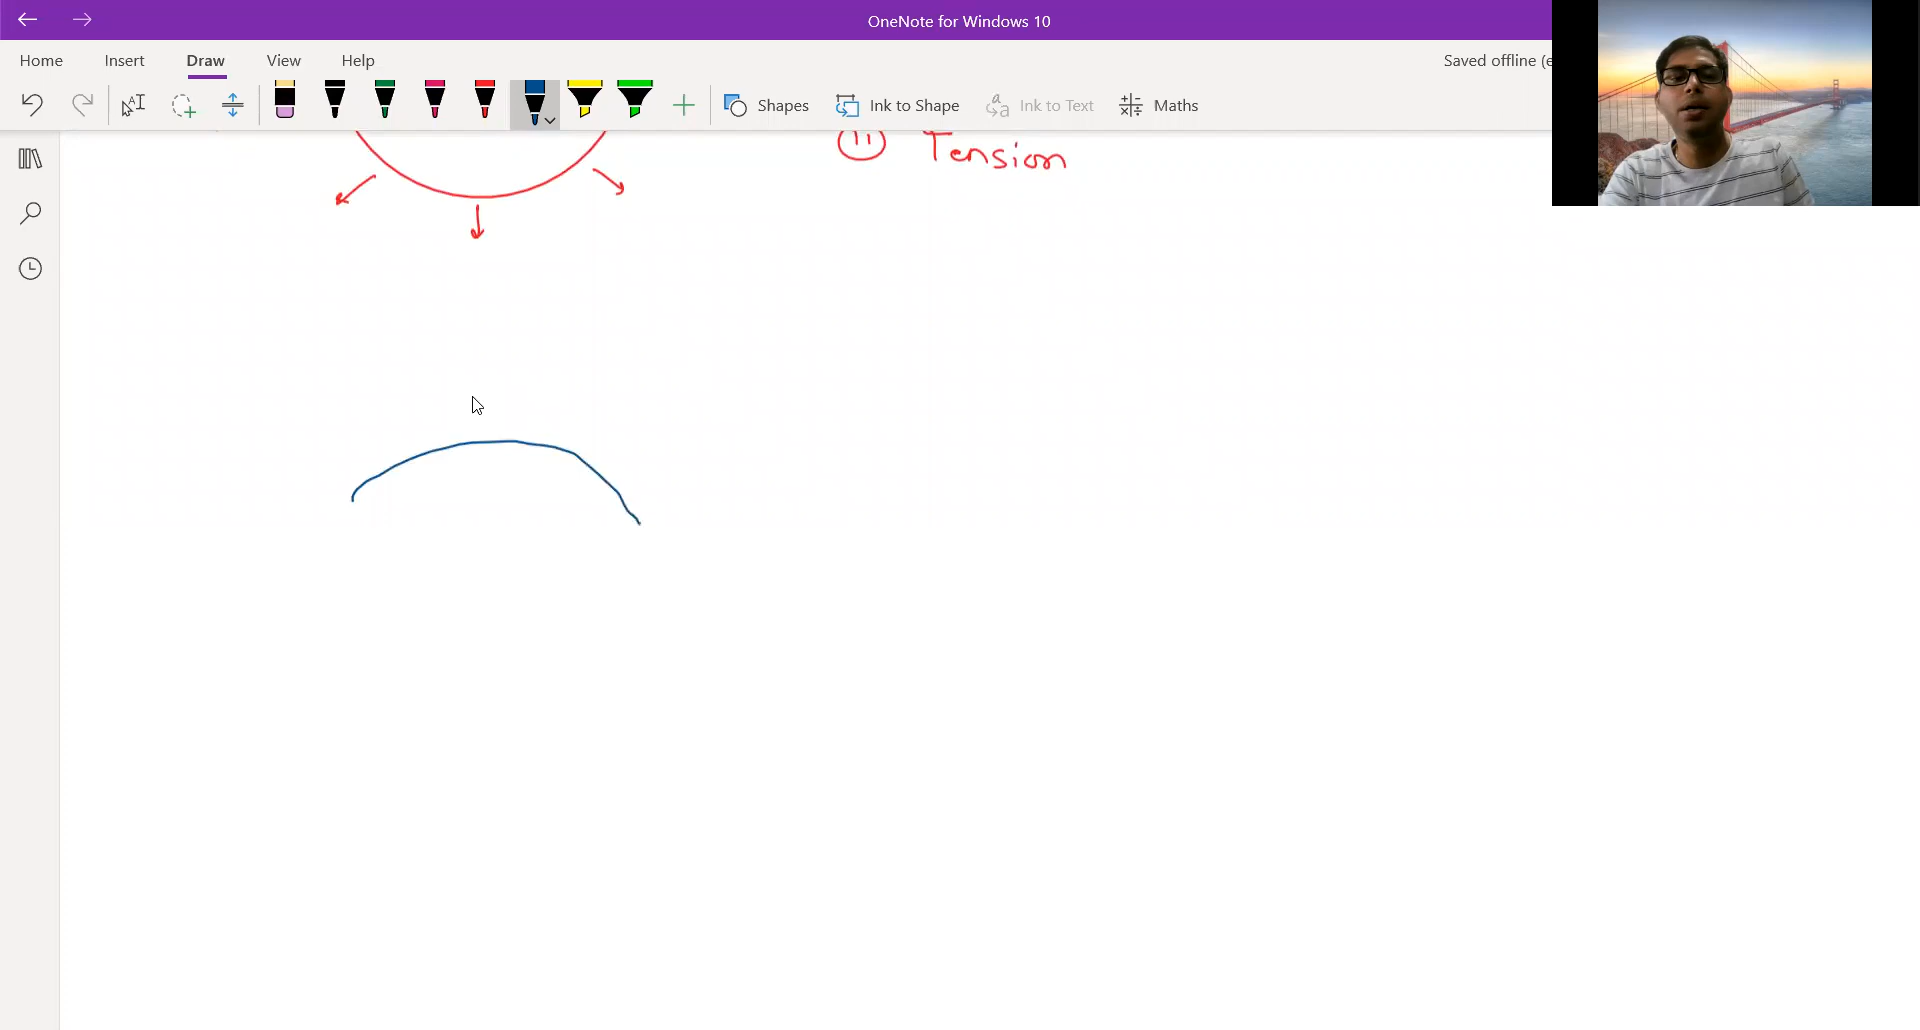 OneNote for Windows 10
Home Insert Draw View Help
Saved offline (e
Ink to Shape
Shapes
Ink to Text
Maths
(11) Tension